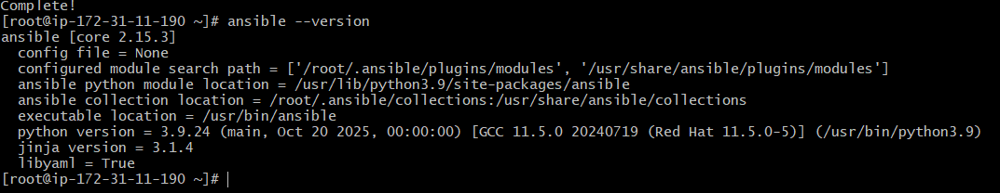 Complete!
[root@ip-172-31-11-190 ~]# ansible --version
ansible [core 2.15.3]
  config file = None
  configured module search path = ['/root/.ansible/plugins/modules', '/usr/share/ansible/plugins/modules']
  ansible python module location = /usr/lib/python3.9/site-packages/ansible
  ansible collection location = /root/.ansible/collections:/usr/share/ansible/collections
  executable location = /usr/bin/ansible
  python version = 3.9.24 (main, Oct 20 2025, 00:00:00) [GCC 11.5.0 20240719 (Red Hat 11.5.0-5)] (/usr/bin/python3.9)
  jinja version = 3.1.4
  libyaml = True
[root@ip-172-31-11-190 ~]#